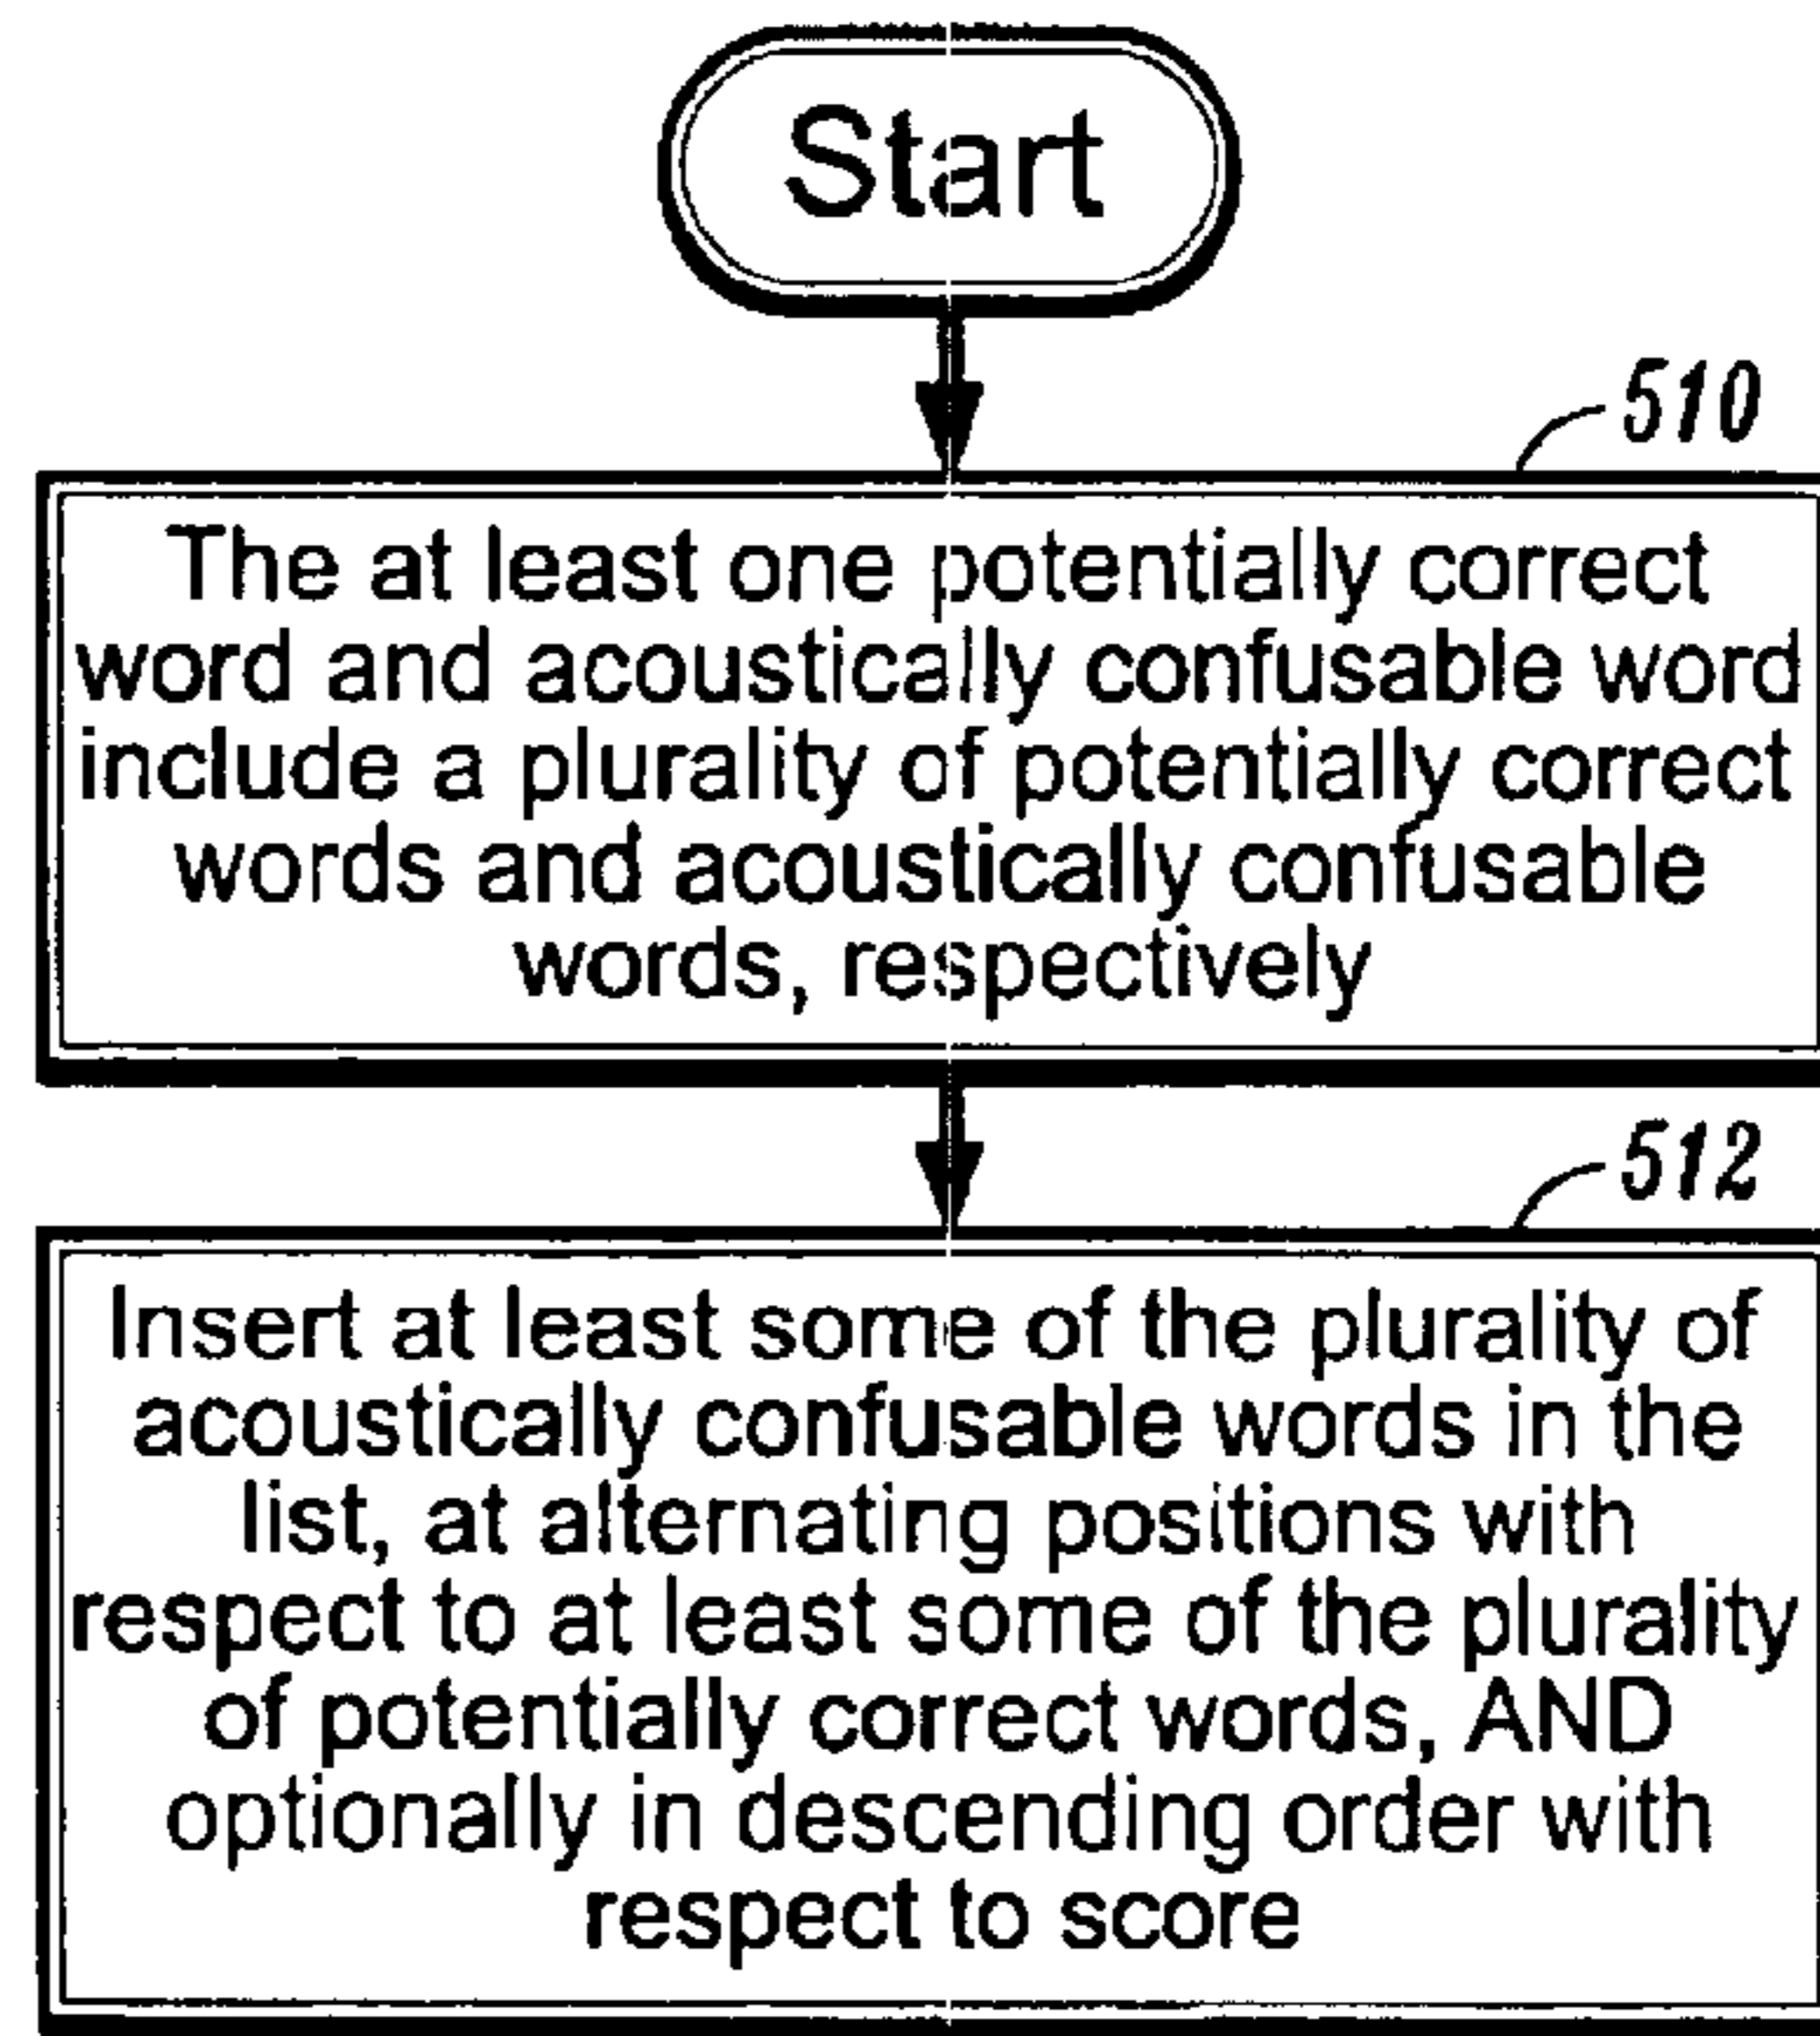 Start
510
The at least one potentially correct
word and acoustically confusable word
include a plurality of potentially correct
words and acoustically confusable
words, respectively
512
Insert at least some of the plurality of
acoustically confusable words in the
list, at alternating positions with
respect to at least some of the plurality
of potentially correct words, AND
optionally in descending order with
respect to score